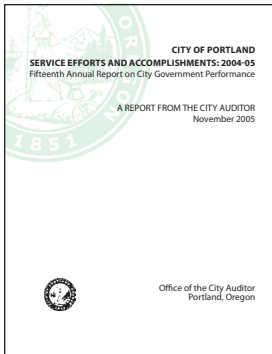 CITY OF PORTLAND
SERVICE EFFORTS AND ACCOMPLISHMENTS: 2004-05
Fifteenth Annual Report on City Government Performance
A REPORT FROM THE CITY AUDITOR
November 2005
1851
Office of the City Auditor
Portland, Oregon